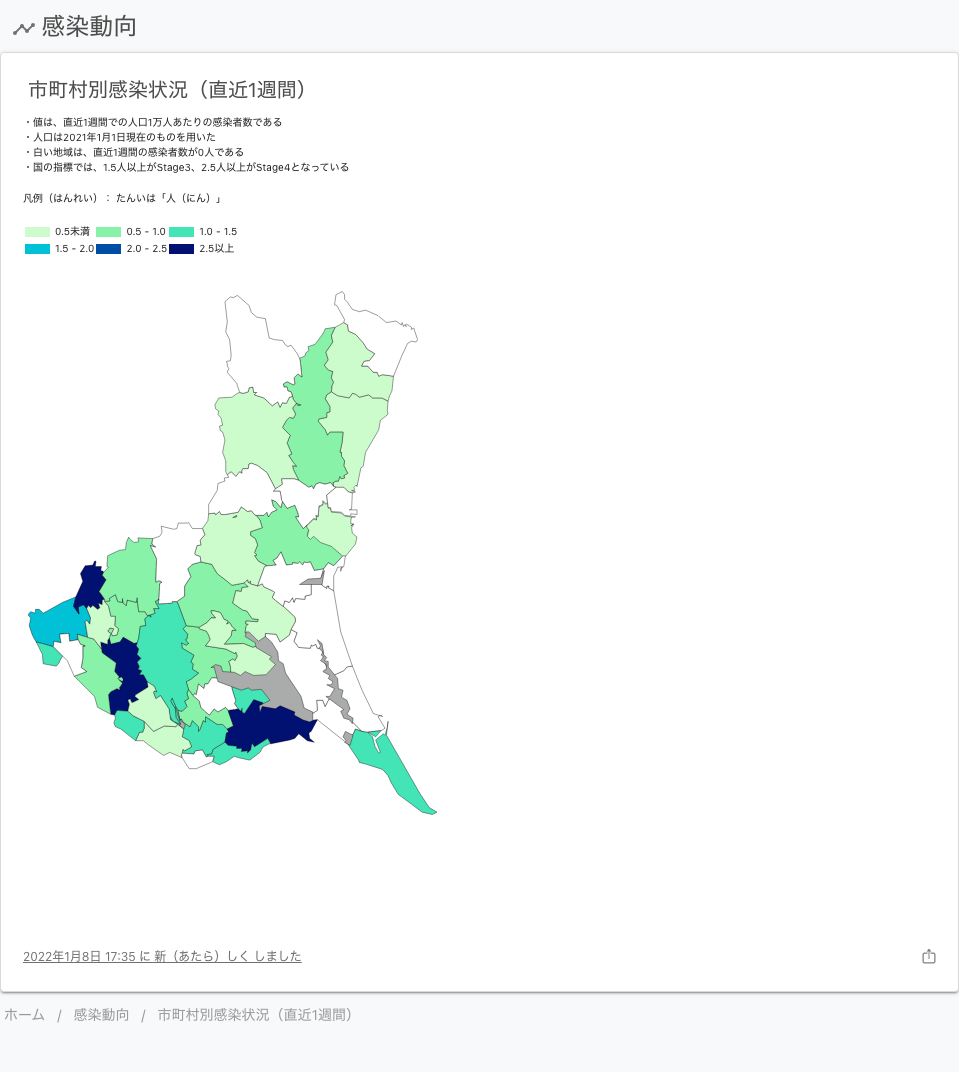 感染動向
市町村別感染状況（直近1週間）
・値は、直近1週間での人口1万人あたりの感染者数である
・人口は2021年1月1日現在のものを用いた
・白い地域は、直近1週間の感染者数が0人である
・国の指標では、1.5人以上がStage3、2.5人以上がStage4となっている
凡例（はんれい）： たんいは「人（にん）」
0.5未満 0.5 - 1.0 1.0 - 1.5
1.5 - 2.0 2.0 - 2.5 2.5以上
2022年1月8日 17:35 に 新（あたら）しく しました
ホーム / 感染動向 / 市町村別感染状況（直近1週間）